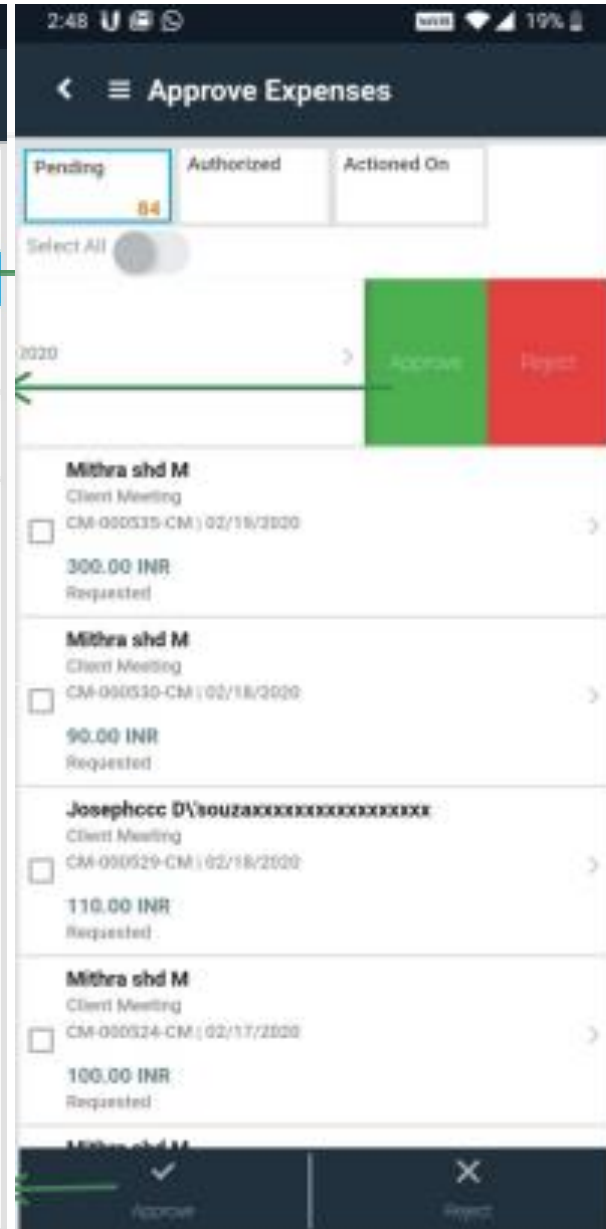 2:48
19%
Approve Expenses
Pending
Authorized
Actioned On
84
Select All
2020
Approve
Reject
Mithra shd M
Client Meeting
CM-000535-CM | 02/19/2020
300.00 INR
Requested
Mithra shd M
Client Meeting
CM-000530-CM | 02/18/2020
90.00 INR
Requested
Josephccc D\'souzaxxxxxxxxxxxxxxxxx
Client Meeting
CM-000529-CM | 02/18/2020
110.00 INR
Requested
Mithra shd M
Client Meeting
CM-000524-CM | 02/17/2020
100.00 INR
Requested
Mithra shd M
Approve
Reject